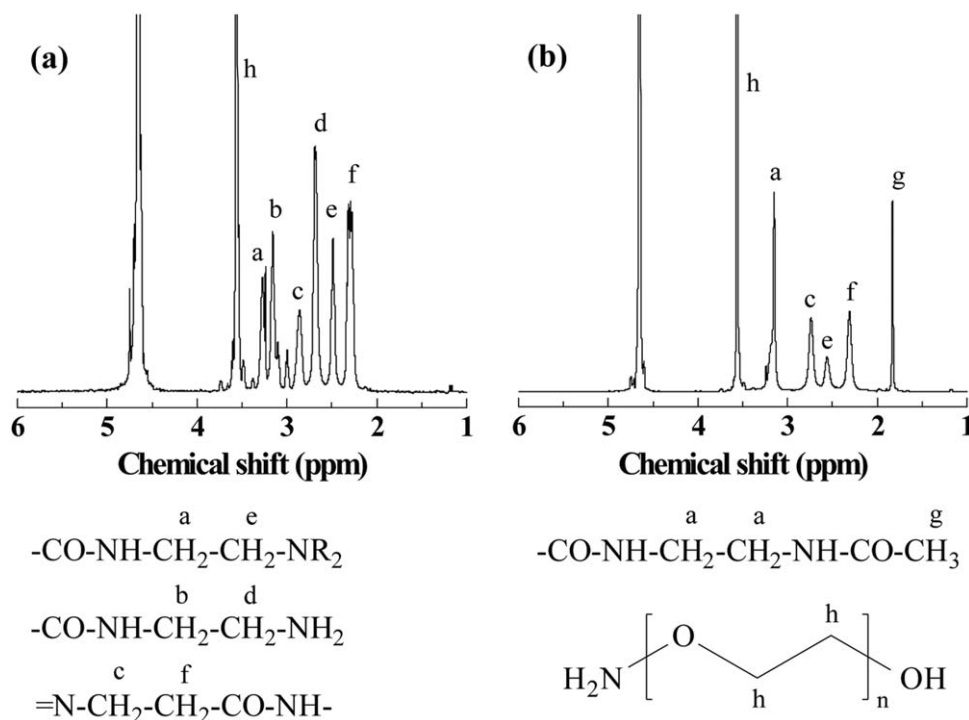 (a)
h
d
f
b
e
a
c
6 5 4 3 2 1
Chemical shift (ppm)
(b)
h
a
g
c
f
e
6 5 4 3 2 1
Chemical shift (ppm)
a e
-CO-NH-CH₂-CH₂-NR₂
b d
-CO-NH-CH₂-CH₂-NH₂
c f
=N-CH₂-CH₂-CO-NH-
a a g
-CO-NH-CH₂-CH₂-NH-CO-CH₃
h
O
H₂N OH
n
h